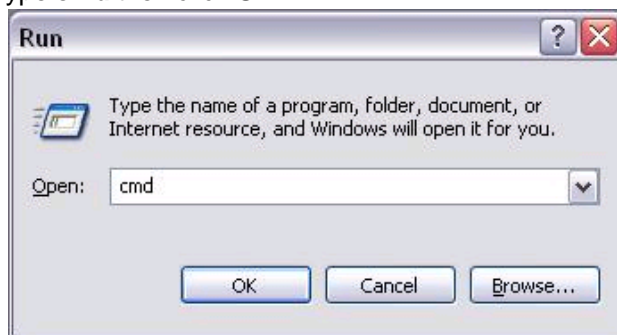 Run
Type the name of a program, folder, document, or
Internet resource, and Windows will open it for you.
Open: cmd
OK Cancel Browse...